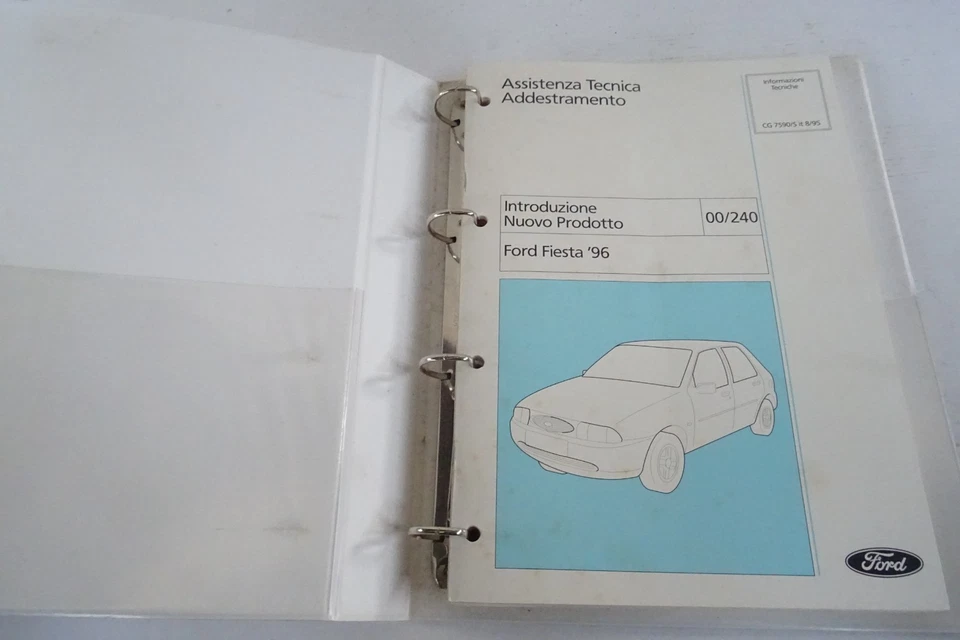 Assistenza Tecnica
Addestramento
Informazioni
Tecniche
CG 7590/S it 8/95
Introduzione
Nuovo Prodotto
00/240
Ford Fiesta '96
Ford